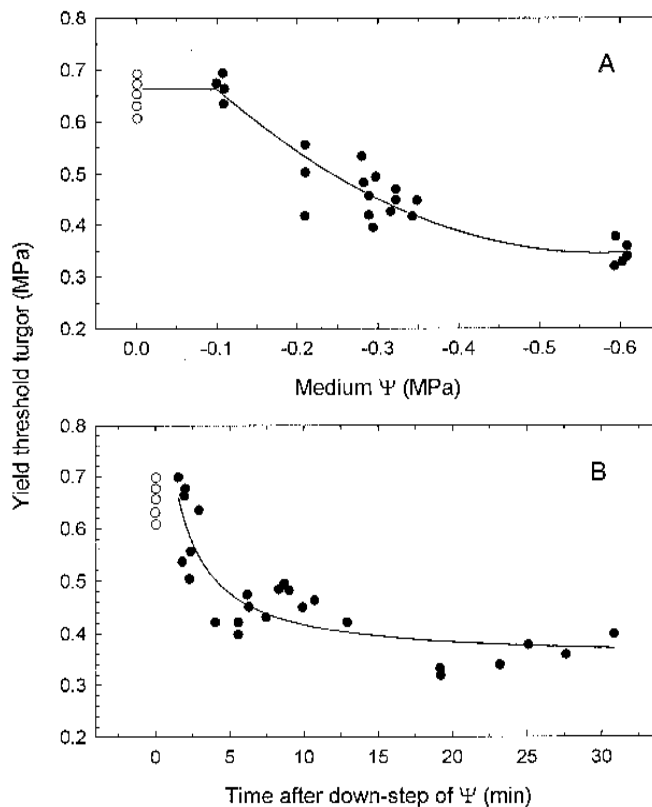 0.8
A
0.7
0.6
0.5
0.4
0.3
0.2
0.0 -0.1 -0.2 -0.3 -0.4 -0.5 -0.6
Medium Ψ (MPa)
Yield threshold turgor (MPa)
0.8
B
0.7
0.6
0.5
0.4
0.3
0.2
0 5 10 15 20 25 30
Time after down-step of Ψ (min)